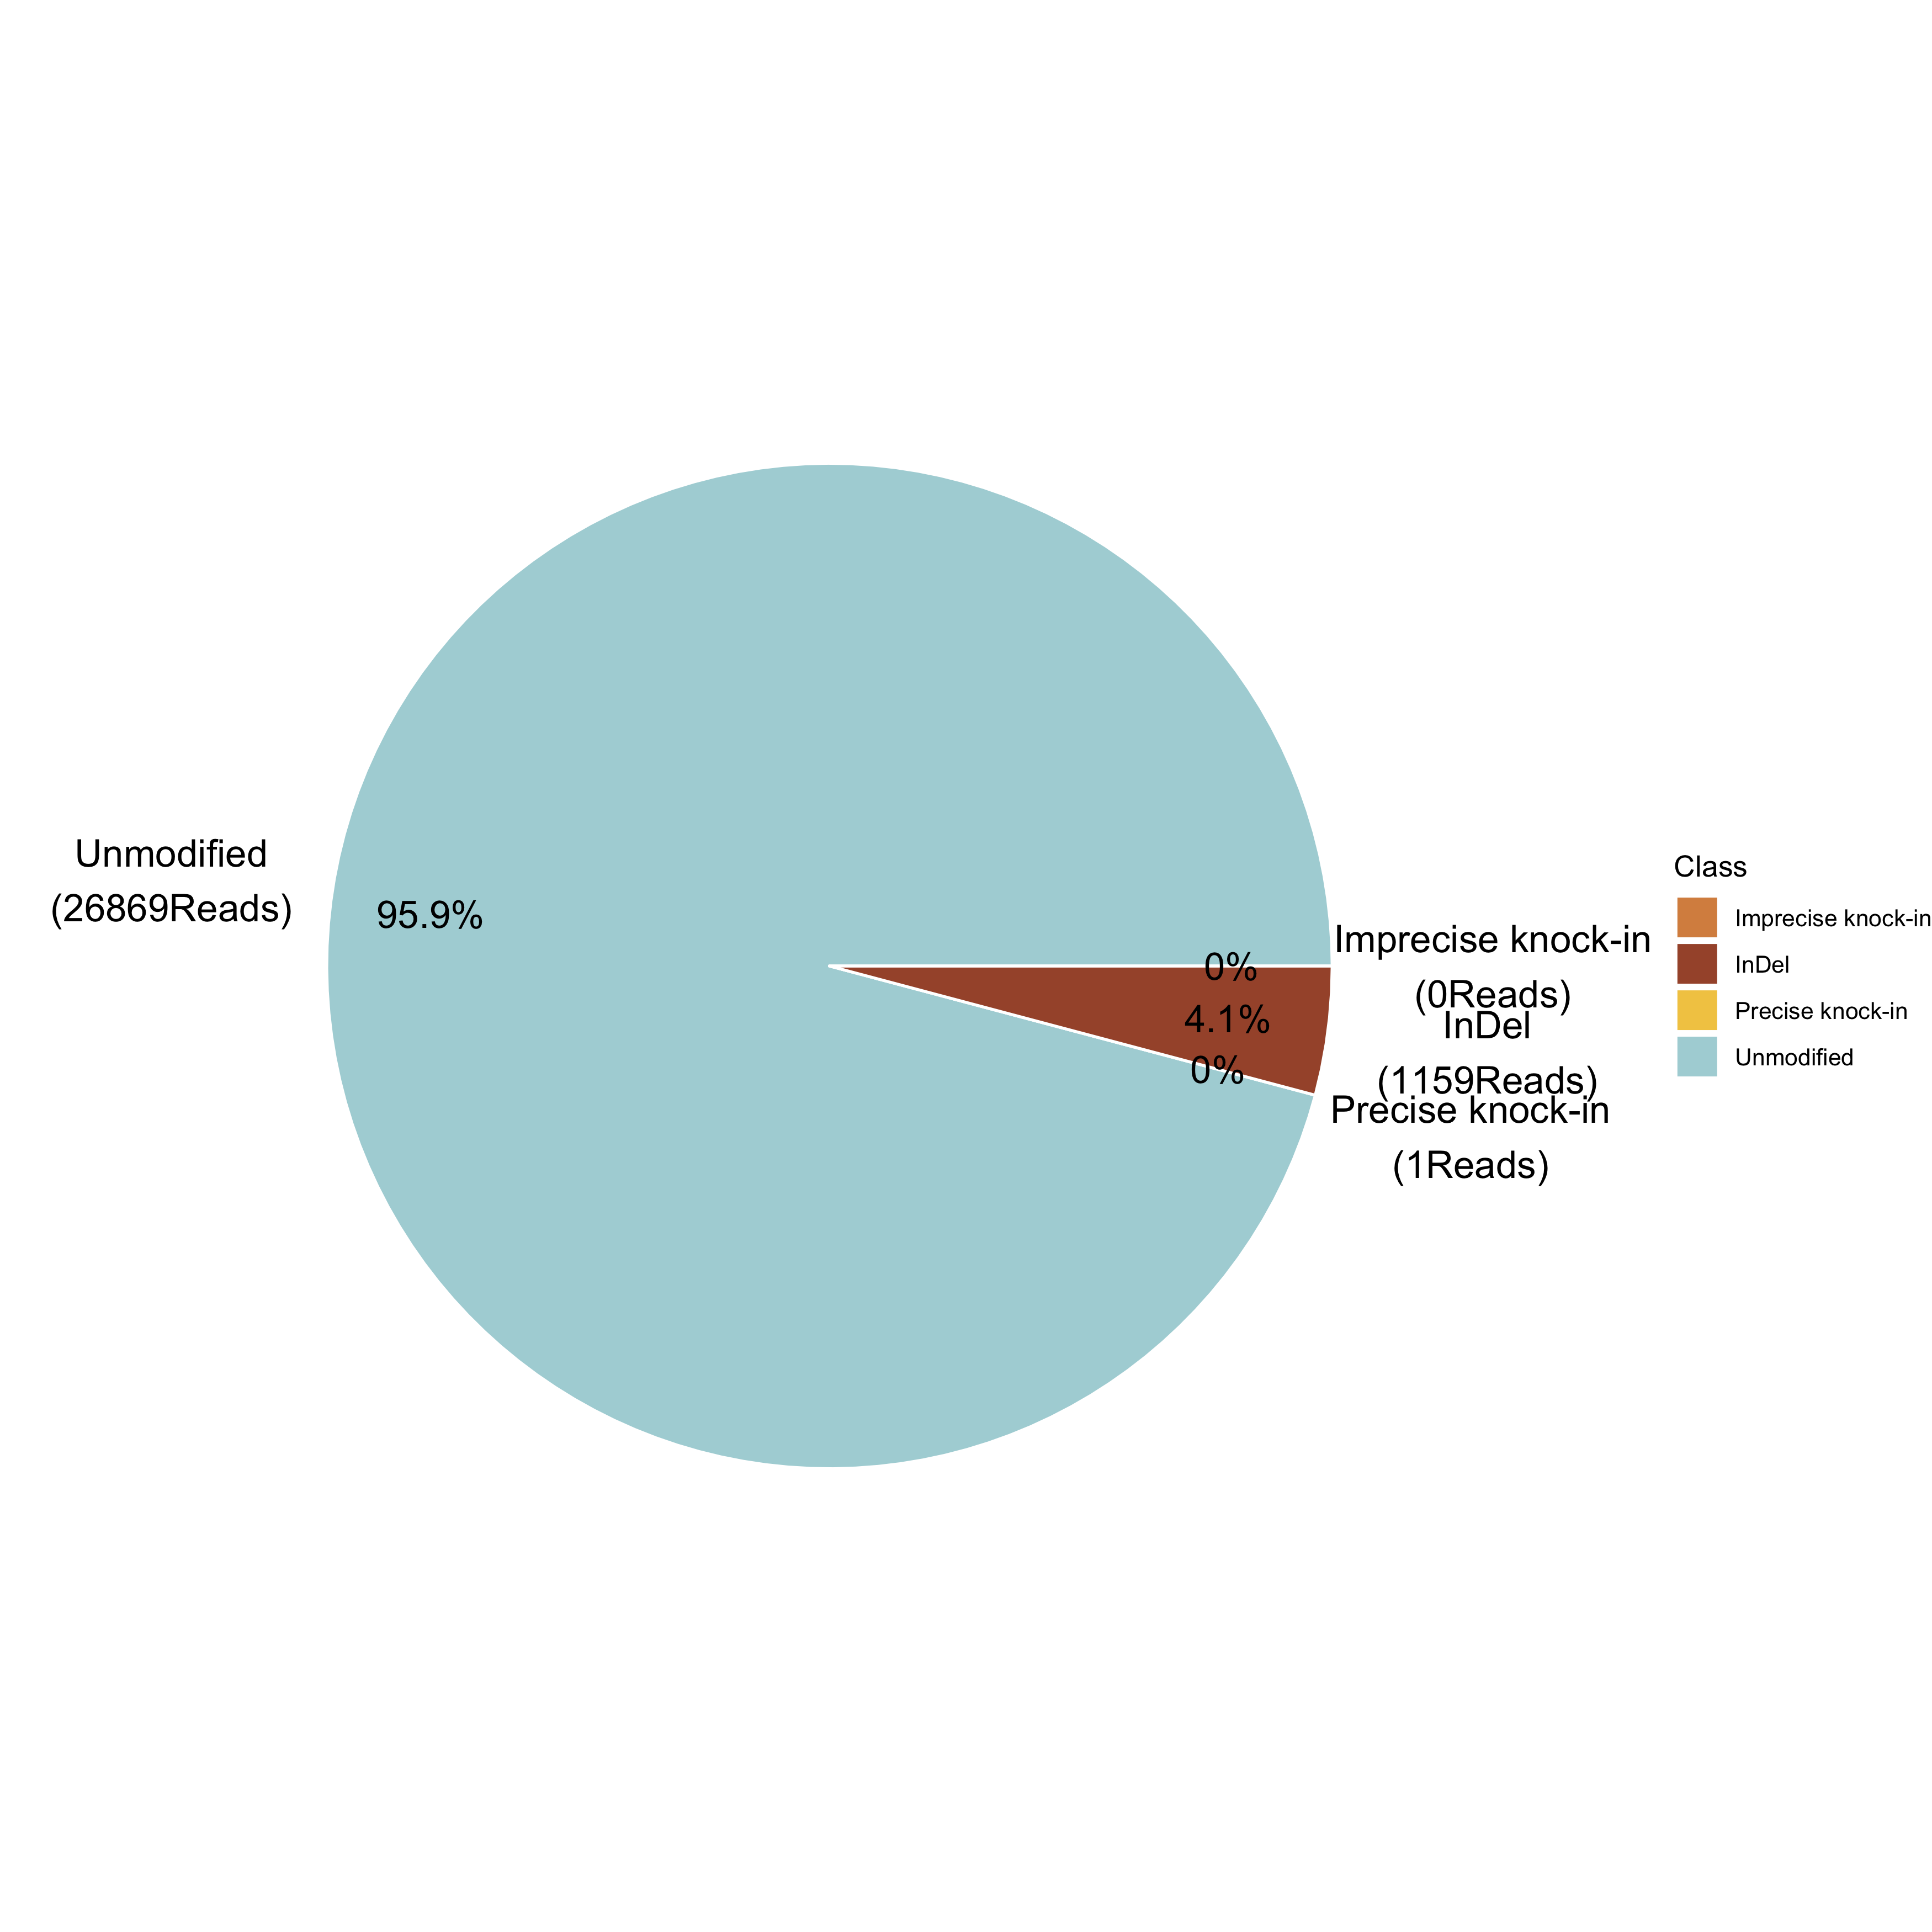 Unmodified
(26869Reads)
95.9%
0%
4.1%
0%
Imprecise knock-in
(0Reads)
InDel
(1159Reads)
Precise knock-in
(1Reads)
Class
Imprecise knock-in
InDel
Precise knock-in
Unmodified